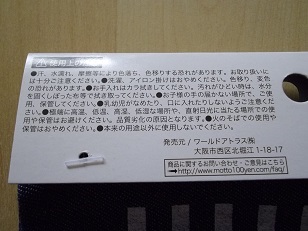 ⚠使用上の
●汗、水濡れ、摩擦等により色落ち、色移りする恐れがあります。お取り扱いに
は十分ご注意ください。●洗濯、アイロン掛けはおやめください。色移り、変色
の恐れがあります。●お手入れはカラ拭きしてください。汚れがひどい時は、水分
を固くしぼった布等で拭き取ってください。●お子様の手の届かない場所で、ご使
用、保管してください。●乳幼児がなめたり、口に入れたりしないようご注意くださ
い。●極端に高温、低温、高湿、低湿な場所や、直射日光に当たる場所での使
用や保管はお避けください。品質劣化の原因となります。●火のそばでの使用や
保管はおやめください。●本来の用途以外に使用しないでください。
発売元 / ワールドアトラス㈱
大阪市西区北堀江 1-18-17
商品に関するお問い合わせ・ご意見はこちら
http://www.motto100yen.com/faq/